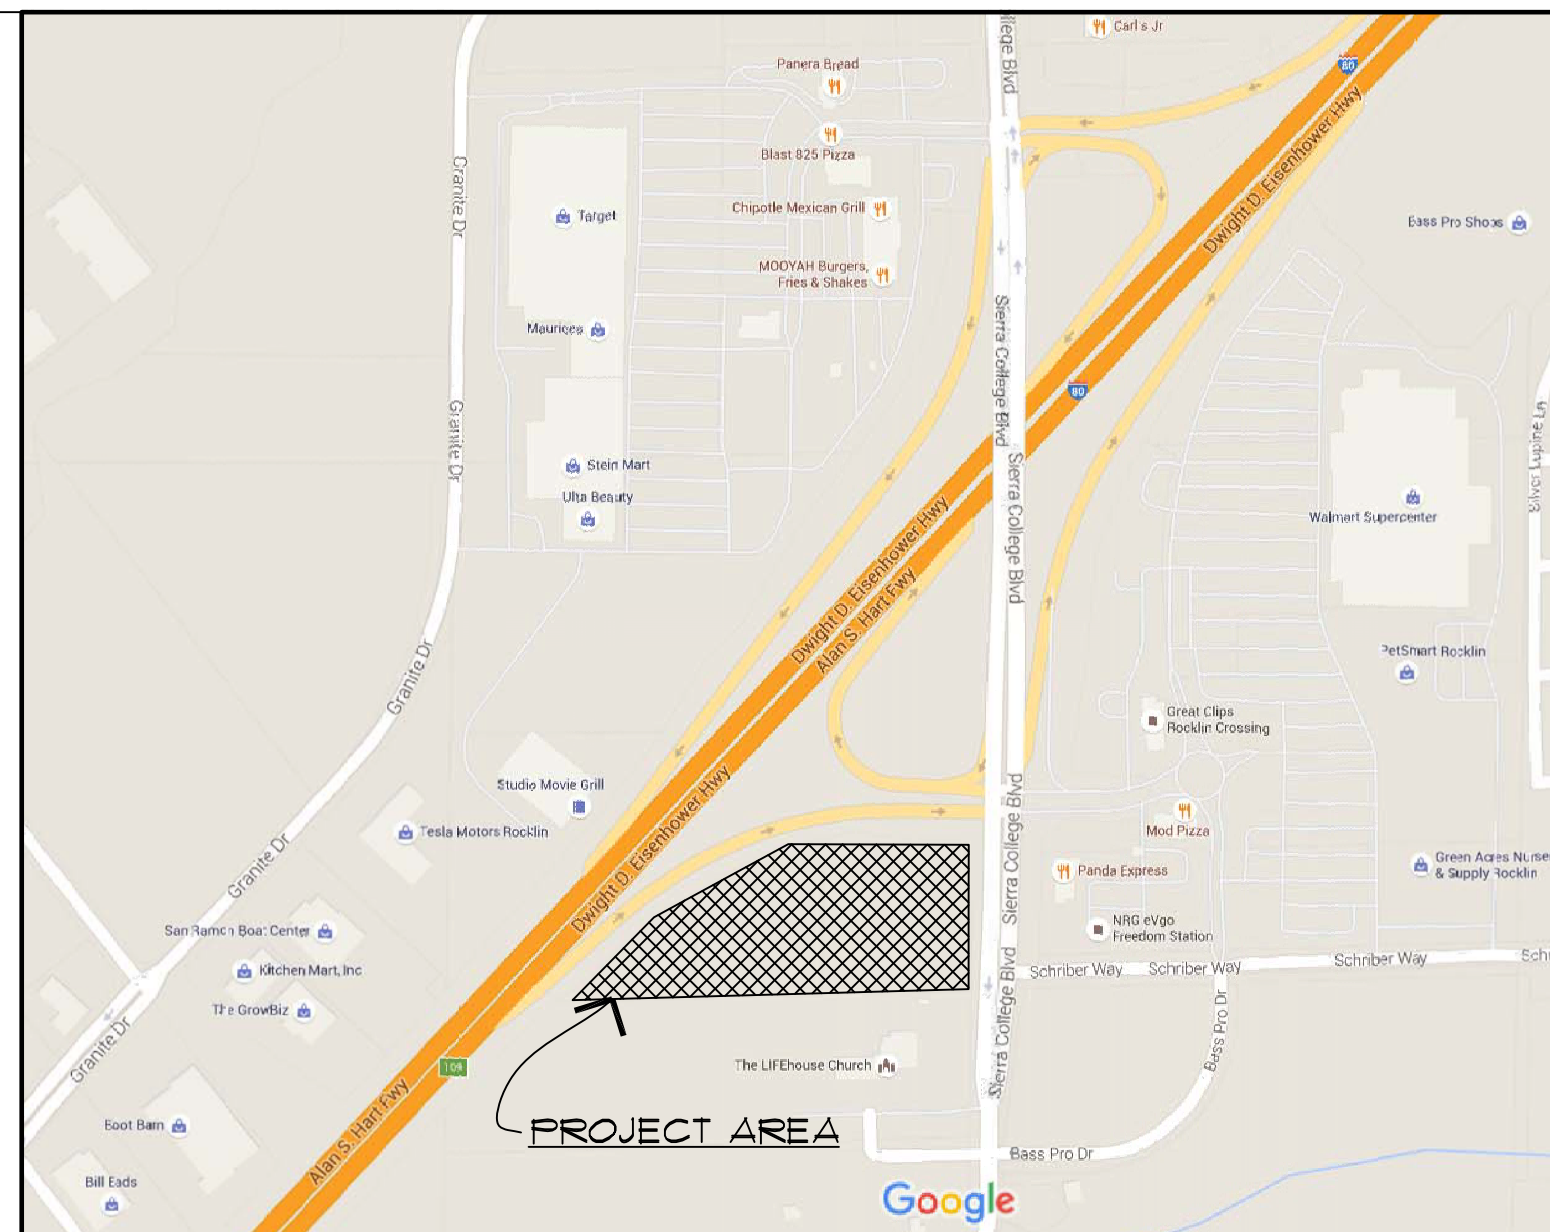 Carl's Jr
llege Blvd
80
Panera Bread
Blast 825 Pizza
Granite Dr
Target
Chipotle Mexican Grill
MOOYAH Burgers,
Fries & Shakes
Dwight D. Eisenhower Hwy
Bass Pro Shops
Maurices
Sierra College Blvd
80
Granite Dr
Stein Mart
Ulta Beauty
Sierra College Blvd
Walmart Supercenter
Silver Lupine Ln
Dwight D. Eisenhower Hwy
Alan S. Hart Fwy
Granite Dr
PetSmart Rocklin
Great Clips
Rocklin Crossing
Studio Movie Grill
Tesla Motors Rocklin
Dwight D. Eisenhower Hwy
Sierra College Blvd
Mod Pizza
Granite Dr
Panda Express
Green Acres Nurse
& Supply Rocklin
San Ramon Boat Center
Kitchen Mart, Inc
The GrowBiz
NRG eVgo
Freedom Station
Schriber Way
Schriber Way
Schriber Way
Sch
Sierra College Blvd
Bass Pro Dr
Granite Dr
109
The LIFEhouse Church
Alan S. Hart Fwy
Boot Barn
PROJECT AREA
Bass Pro Dr
Bill Eads
Google